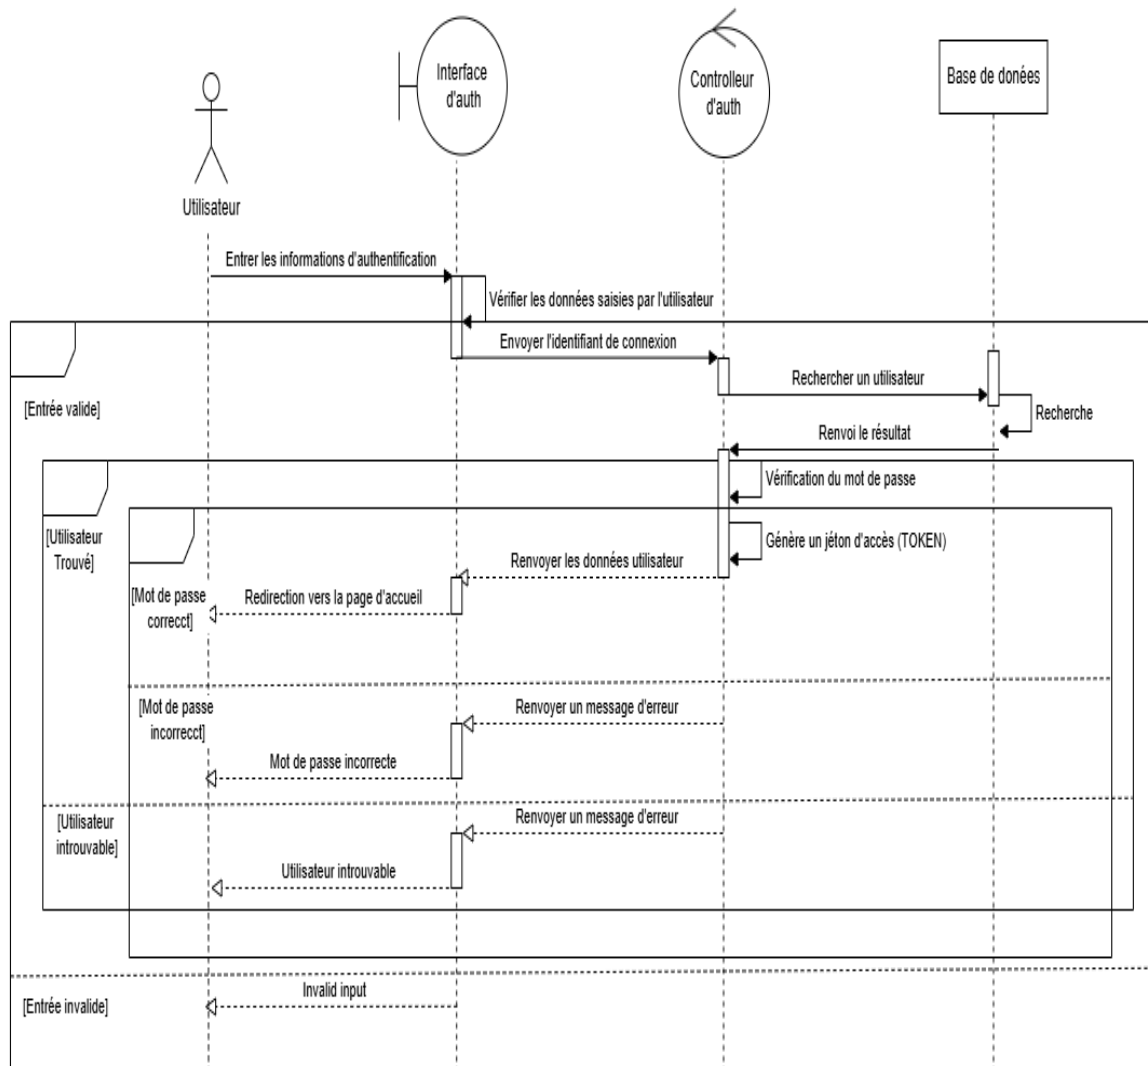 Interface
d'auth
Controlleur
d'auth
Base de donées
Utilisateur
Entrer les informations d'authentification
Vérifier les données saisies par l'utilisateur
Envoyer l'identifiant de connexion
Rechercher un utilisateur
[Entrée valide]
Recherche
Renvoi le résultat
Vérification du mot de passe
[Utilisateur
Trouvé]
Génère un jéton d'accès (TOKEN)
Renvoyer les données utilisateur
[Mot de passe
correcct]
Redirection vers la page d'accueil
[Mot de passe
incorrecct]
Renvoyer un message d'erreur
Mot de passe incorrecte
[Utilisateur
introuvable]
Renvoyer un message d'erreur
Utilisateur introuvable
Invalid input
[Entrée invalide]